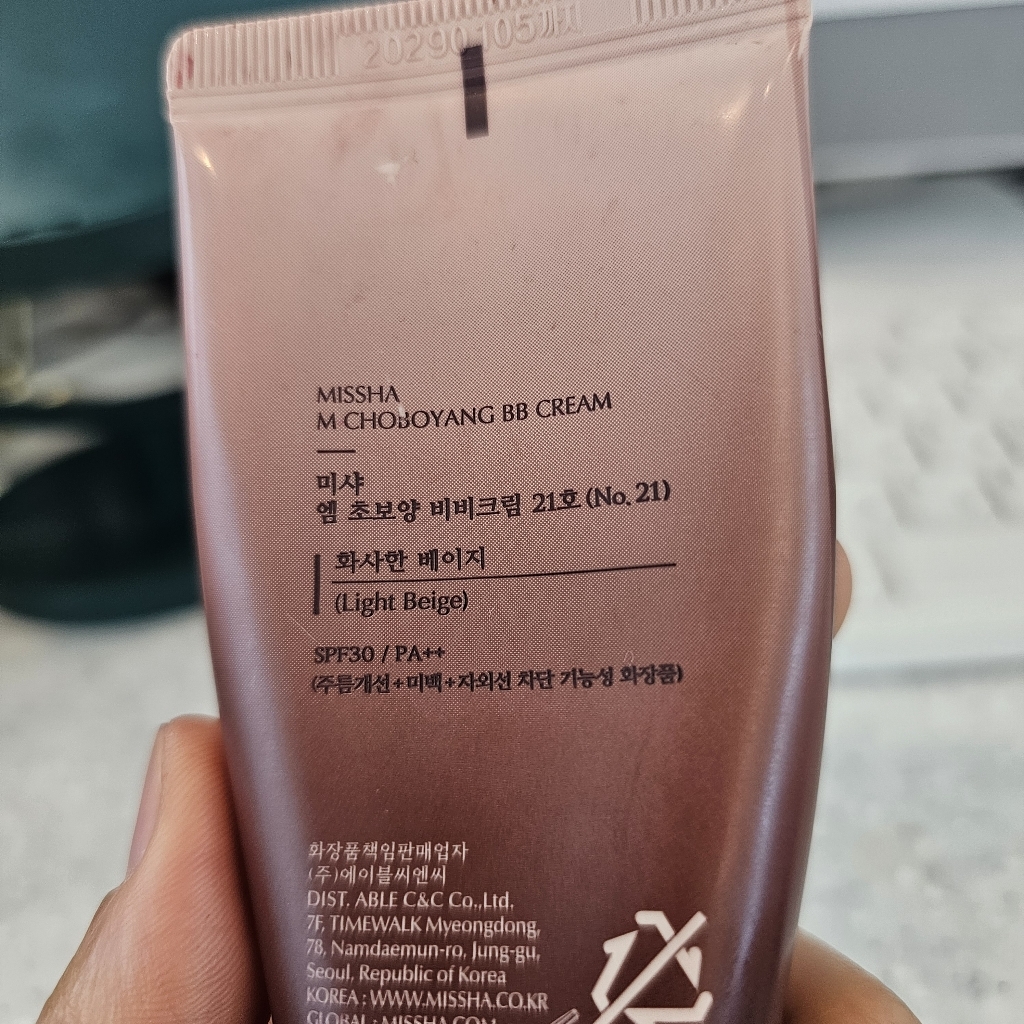 20290105까지
MISSHA
M CHOBOYANG BB CREAM
미샤
엠 초보양 비비크림 21호 (No. 21)
화사한 베이지
(Light Beige)
SPF30 / PA++
(주름개선+미백+자외선 차단 기능성 화장품)
화장품책임판매업자
(주)에이블씨엔씨
DIST. ABLE C&C Co.,Ltd.
7F, TIMEWALK Myeongdong,
78, Namdaemun-ro, Jung-gu,
Seoul, Republic of Korea
KOREA : WWW.MISSHA.CO.KR
GLOBAL : MISSHA.COM